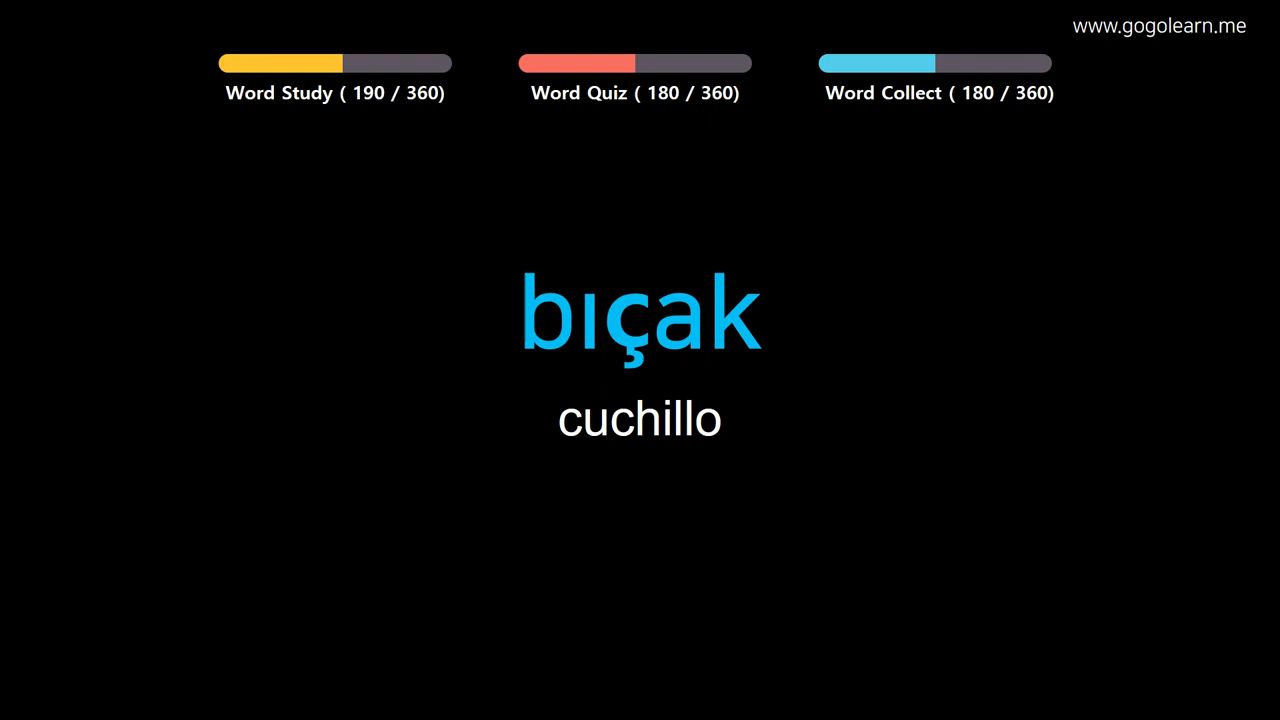 www.gogolearn.me
Word Study ( 190 / 360)
Word Quiz ( 180 / 360)
Word Collect ( 180 / 360)
bıçak
cuchillo